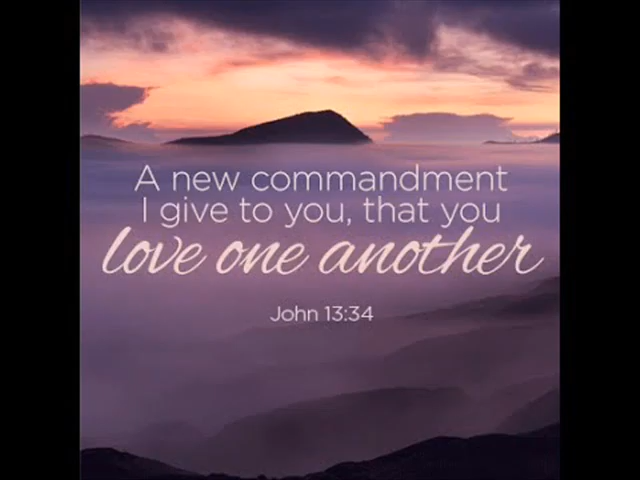 A new commandment
I give to you, that you
love one another
John 13:34